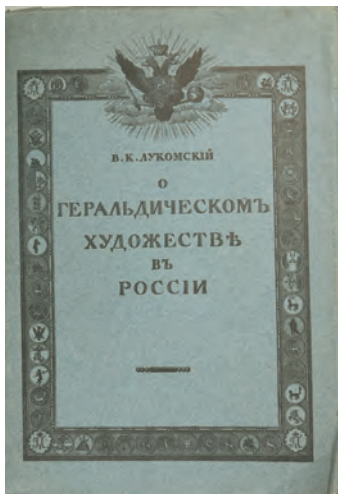 В.К.ЛУКОМСКІЙ
О
ГЕРАЛЬДИЧЕСКОМЪ
ХУДОЖЕСТВѢ
ВЪ
РОССІИ